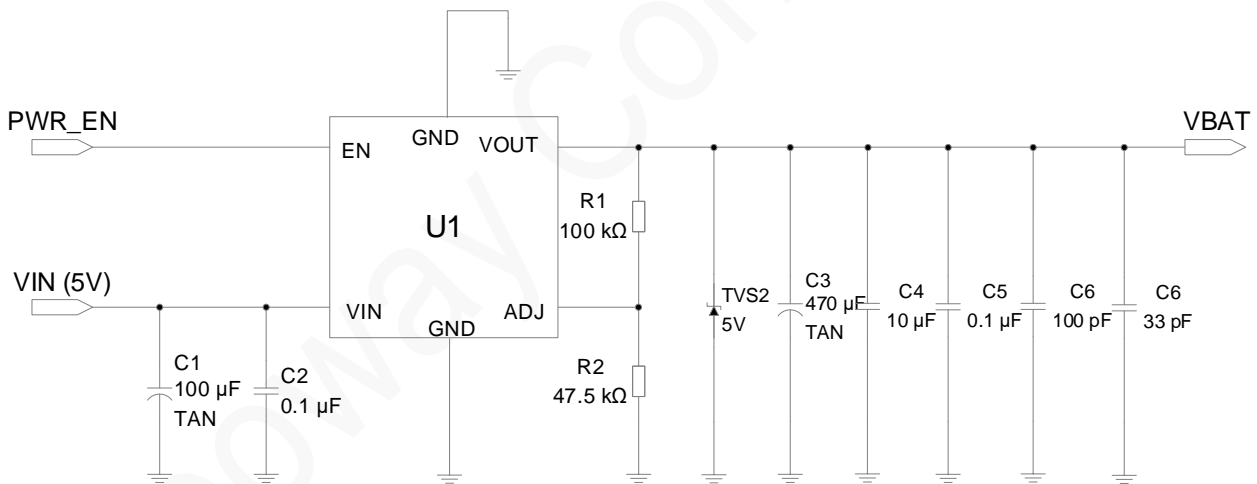 PWR_EN
VIN (5V)
EN
GND
VOUT
U1
VIN
GND
ADJ
VBAT
R1
100 kΩ
R2
47.5 kΩ
C1
100 µF
TAN
C2
0.1 µF
TVS2
5V
C3
470 µF
TAN
C4
10 µF
C5
0.1 µF
C6
100 pF
C6
33 pF